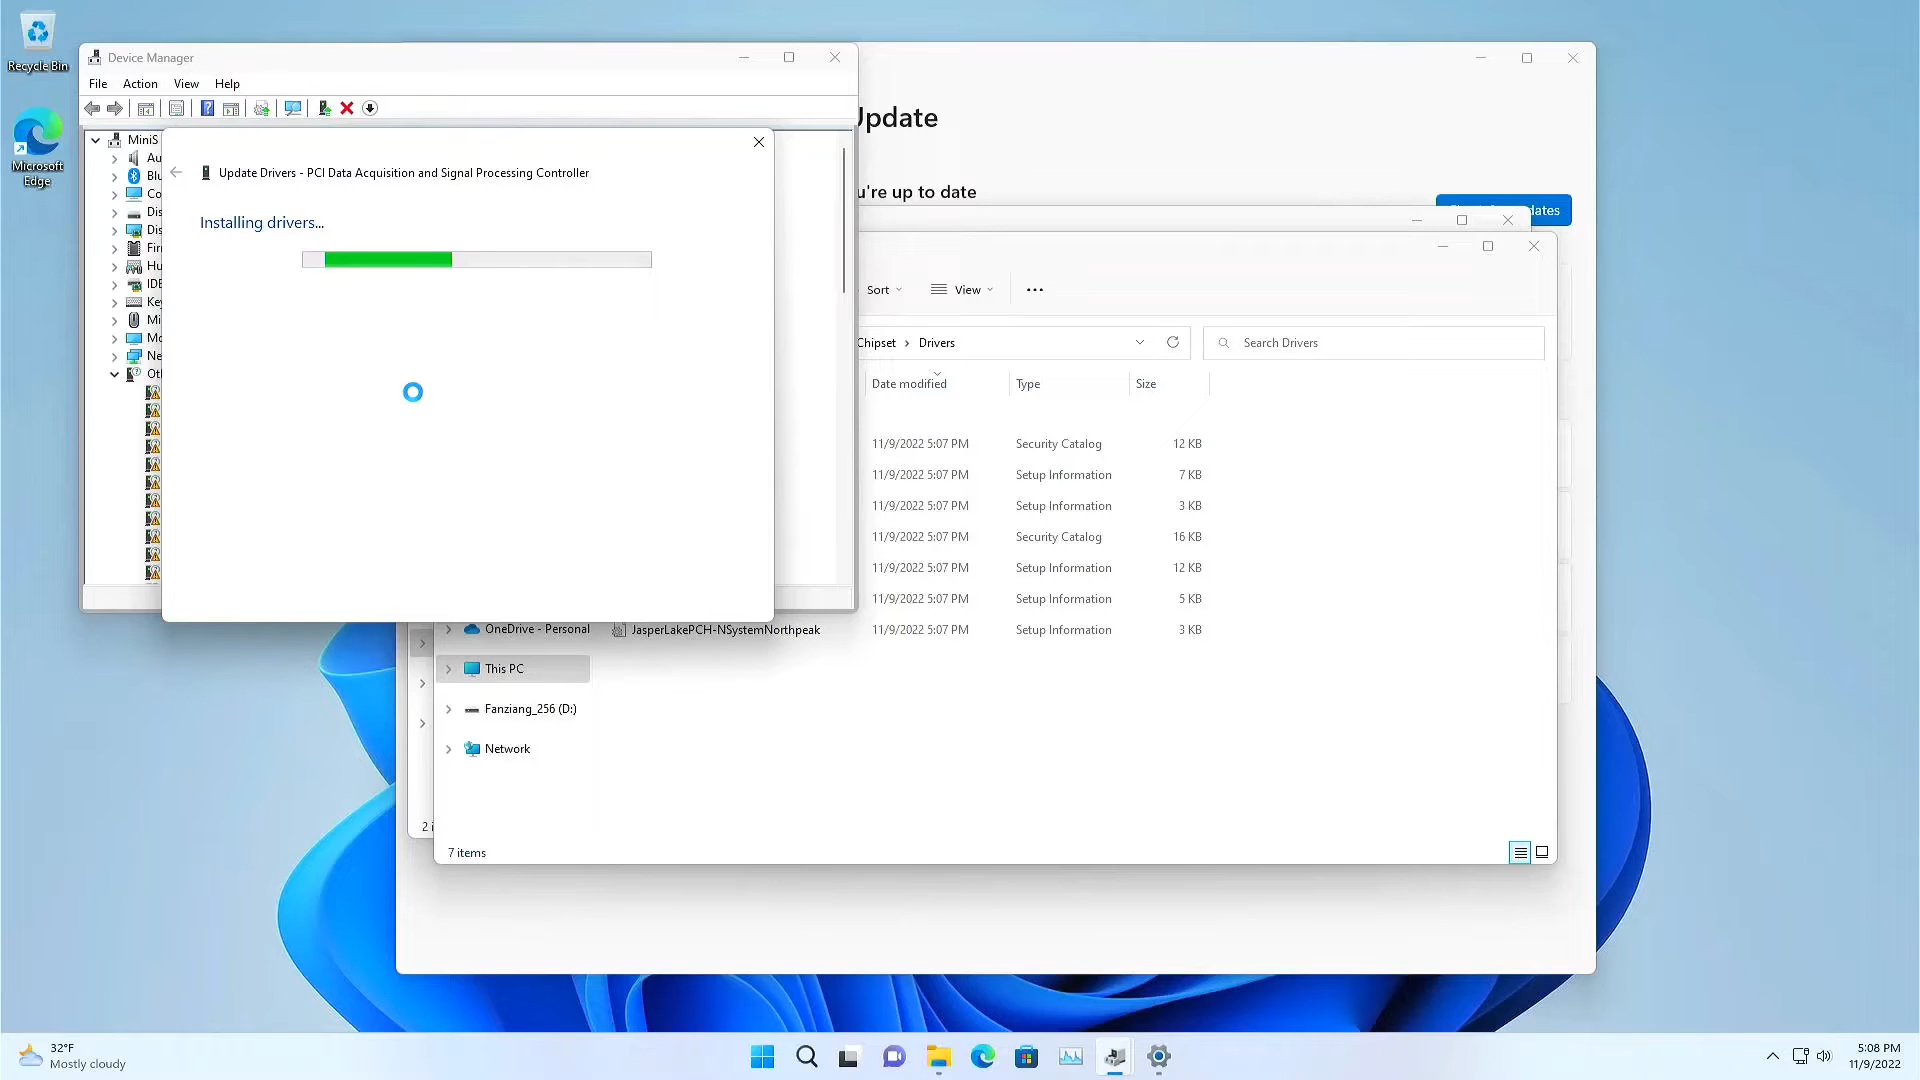 Recycle Bin
Microsoft
Edge
Device Manager
File Action View Help
MiniS
Au
Blu
Co
Dis
Dis
Fir
Hu
IDE
Key
Mi
Mo
Ne
Oth
Update Drivers - PCI Data Acquisition and Signal Processing Controller
Installing drivers...
Update
u're up to date
dates
Sort View
Chipset > Drivers
Search Drivers
Date modified Type Size
11/9/2022 5:07 PM Security Catalog 12 KB
11/9/2022 5:07 PM Setup Information 7 KB
11/9/2022 5:07 PM Setup Information 3 KB
11/9/2022 5:07 PM Security Catalog 16 KB
11/9/2022 5:07 PM Setup Information 12 KB
11/9/2022 5:07 PM Setup Information 5 KB
OneDrive - Personal
JasperLakePCH-NSystemNorthpeak 11/9/2022 5:07 PM Setup Information 3 KB
This PC
Fanziang_256 (D:)
Network
2 i
7 items
32°F
Mostly cloudy
5:08 PM
11/9/2022